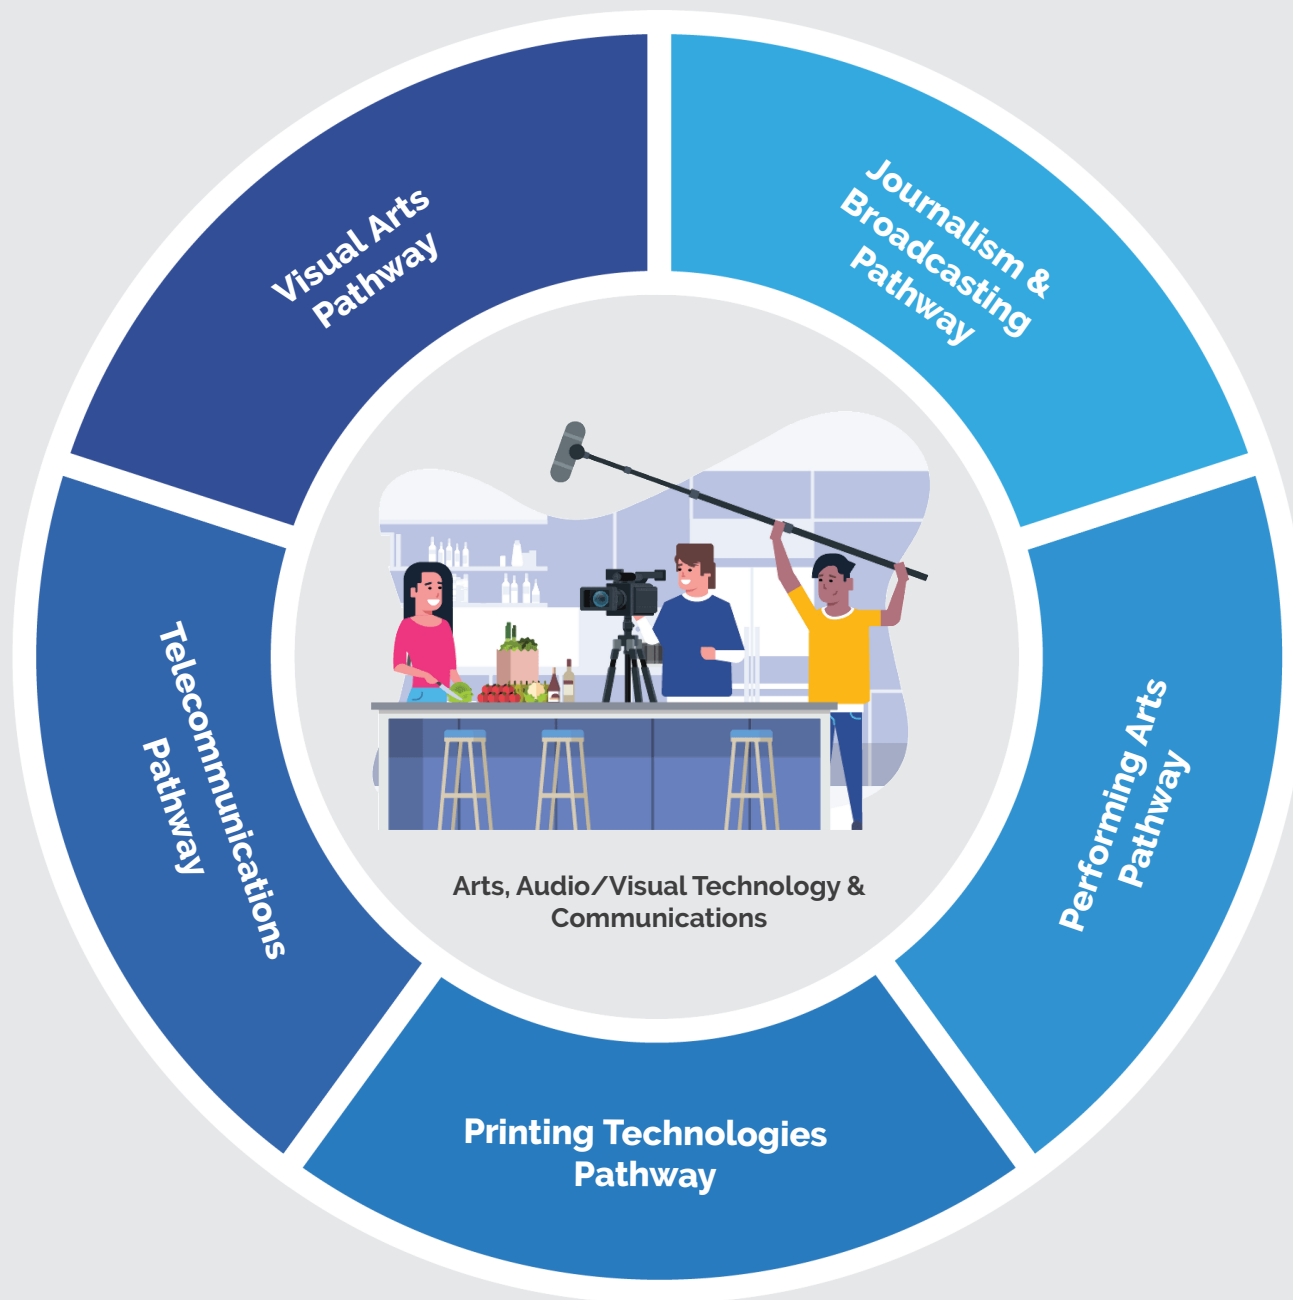 Visual Arts
Pathway
Journalism &
Broadcasting
Pathway
Telecommunications
Pathway
Performing Arts
Pathway
Arts, Audio/Visual Technology &
Communications
Printing Technologies
Pathway